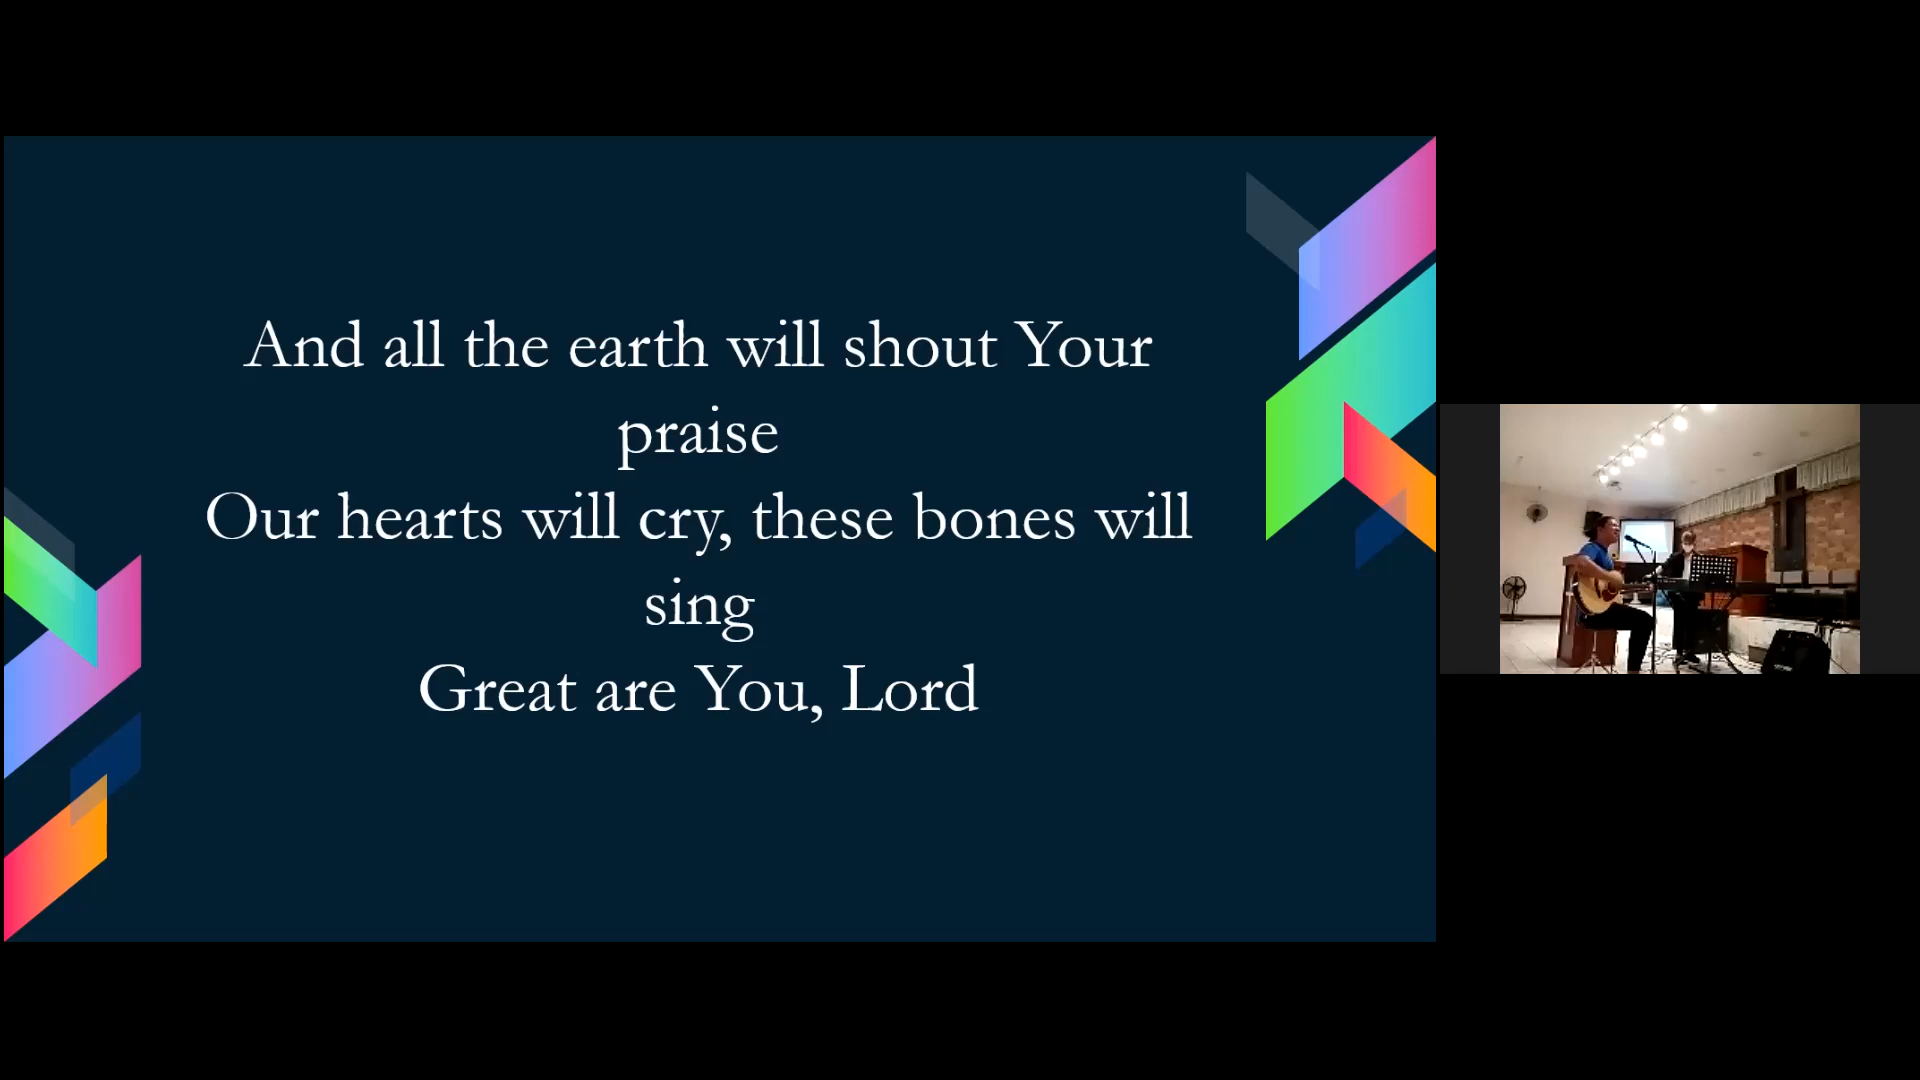 And all the earth will shout Your
praise
Our hearts will cry, these bones will
sing
Great are You, Lord